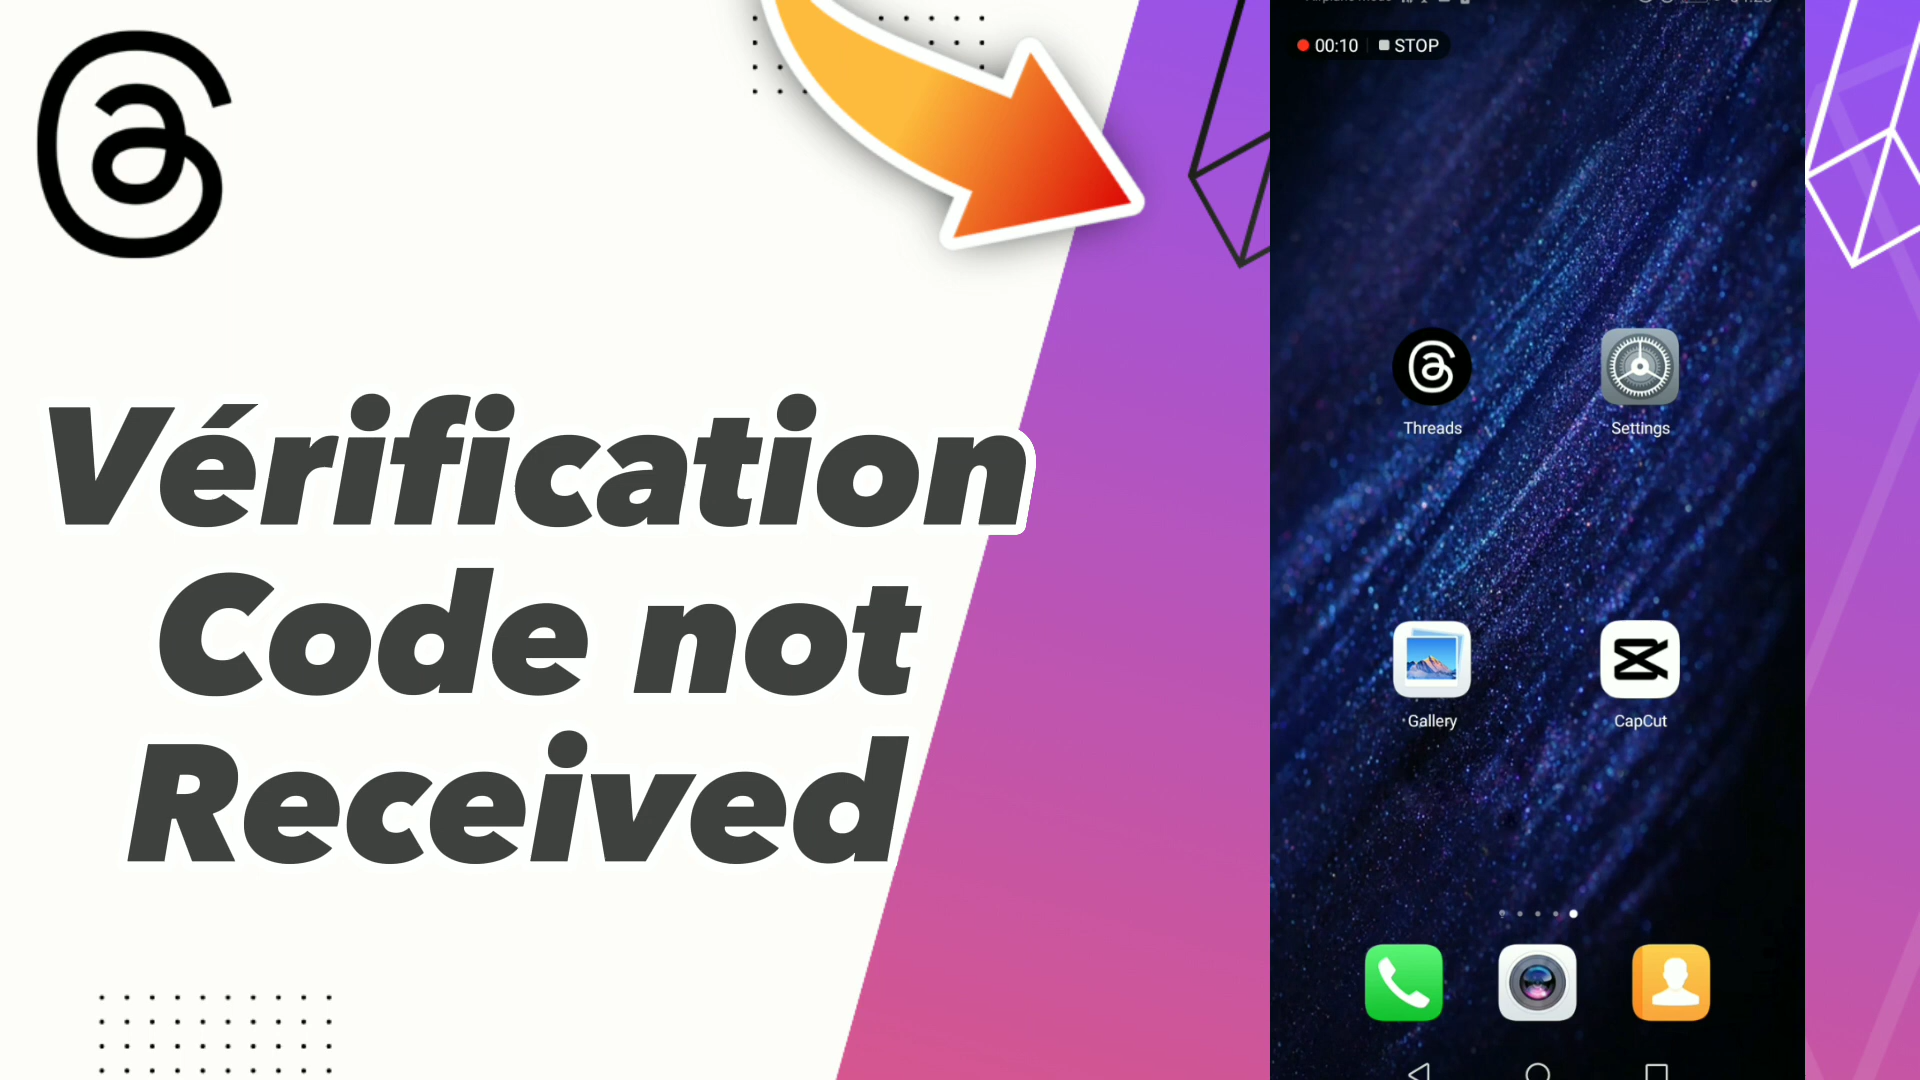 00:10 STOP
Threads Settings
Vérification
Code not
Received
Gallery CapCut